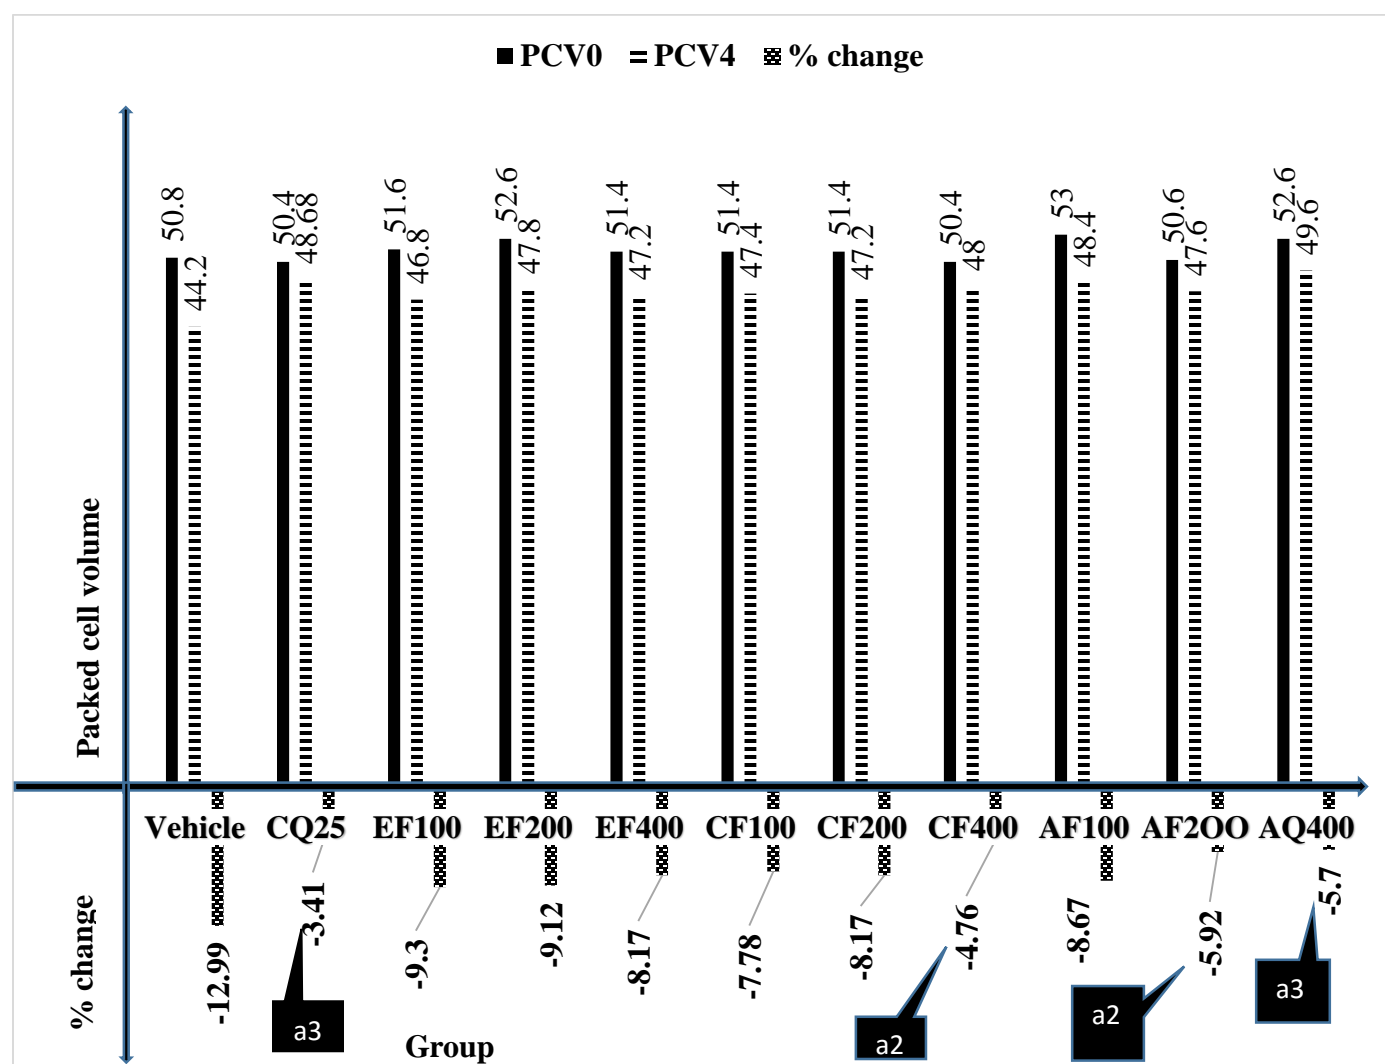 PCV0 PCV4 % change
Packed cell volume
50.8 44.2 50.4 48.68 51.6 46.8 52.6 47.8 51.4 47.2 51.4 47.4 51.4 47.2 50.4 48 53 48.4 50.6 47.6 52.6 49.6
Vehicle CQ25 EF100 EF200 EF400 CF100 CF200 CF400 AF100 AF2OO AQ400
% change
-12.99 -3.41 -9.3 -9.12 -8.17 -7.78 -8.17 -4.76 -8.67 -5.92 -5.7
a3 a2 a2 a3
Group